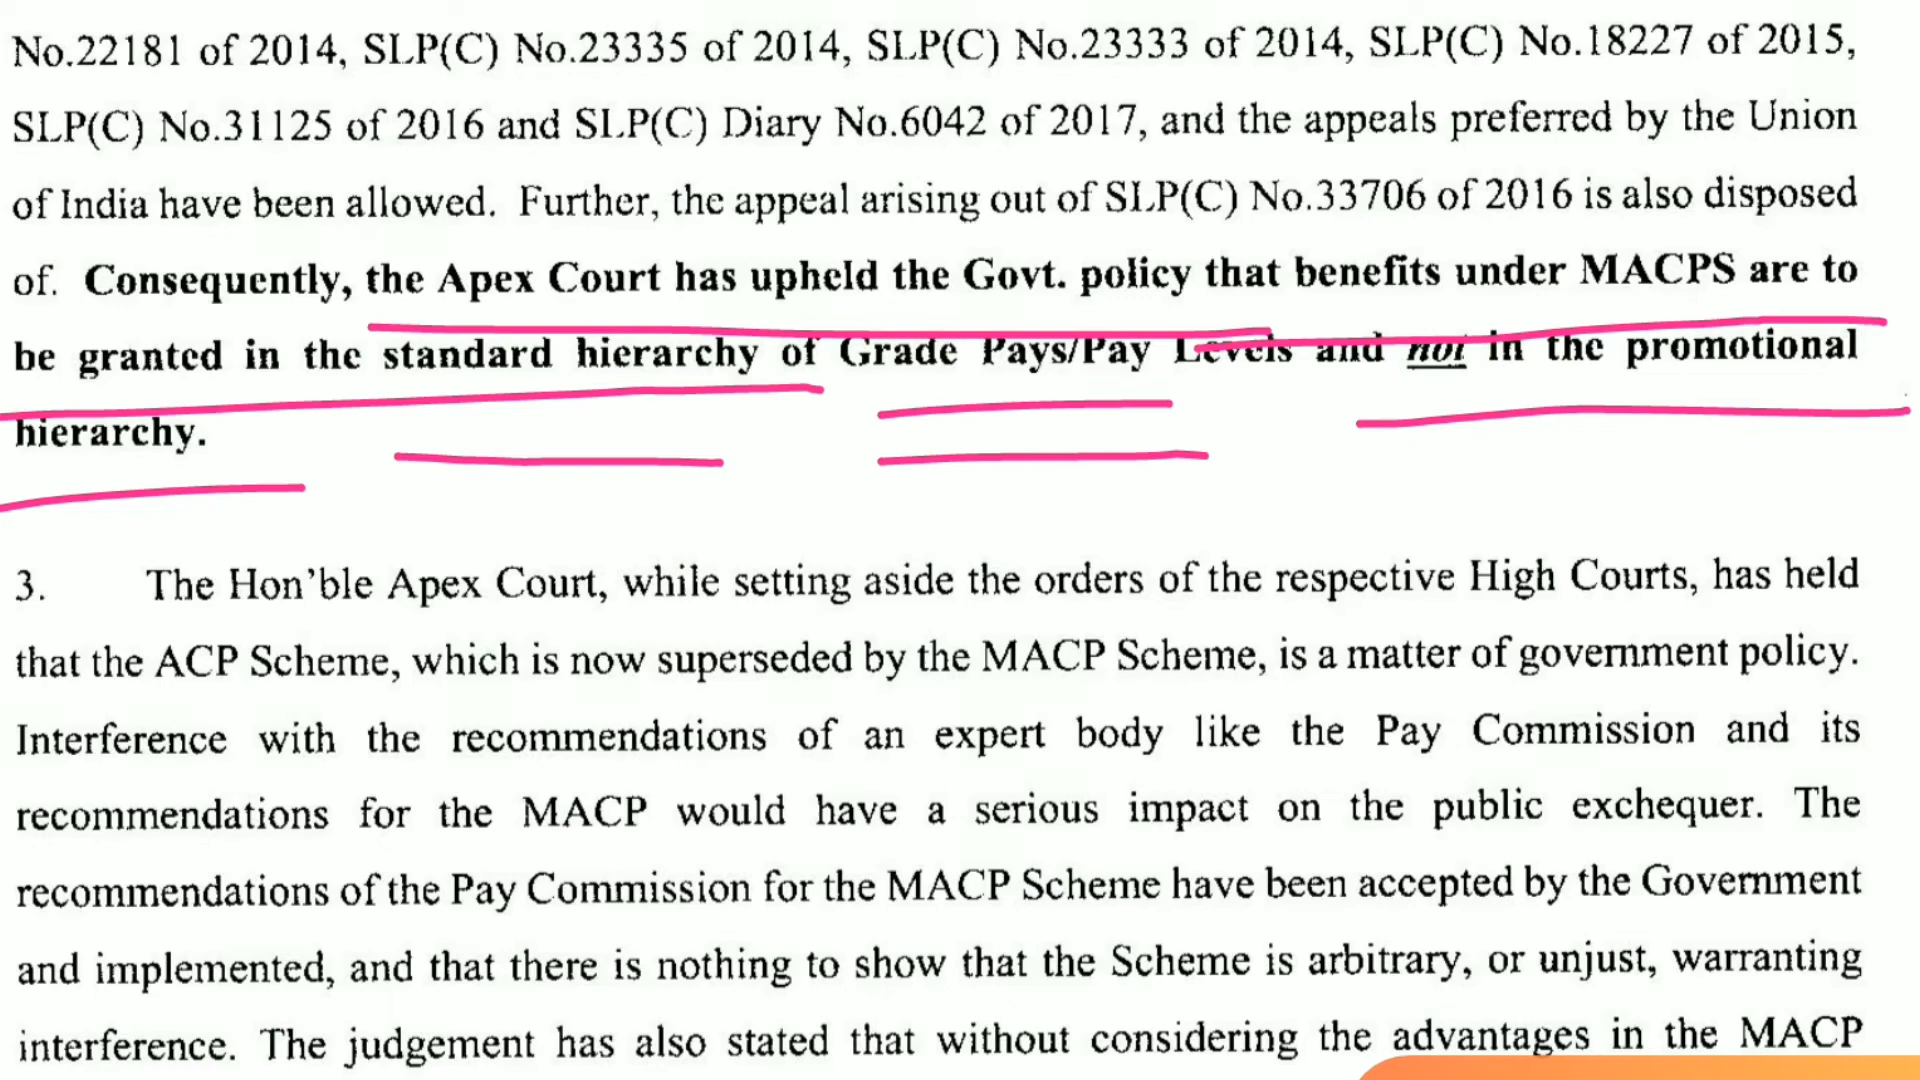 No.22181 of 2014, SLP(C) No.23335 of 2014, SLP(C) No.23333 of 2014, SLP(C) No.18227 of 2015,
SLP(C) No.31125 of 2016 and SLP(C) Diary No.6042 of 2017, and the appeals preferred by the Union
of India have been allowed. Further, the appeal arising out of SLP(C) No.33706 of 2016 is also disposed
of. Consequently, the Apex Court has upheld the Govt. policy that benefits under MACPS are to
be granted in the standard hierarchy of Grade Pays/Pay Levels and not in the promotional
hierarchy.
3. The Hon'ble Apex Court, while setting aside the orders of the respective High Courts, has held
that the ACP Scheme, which is now superseded by the MACP Scheme, is a matter of government policy.
Interference with the recommendations of an expert body like the Pay Commission and its
recommendations for the MACP would have a serious impact on the public exchequer. The
recommendations of the Pay Commission for the MACP Scheme have been accepted by the Government
and implemented, and that there is nothing to show that the Scheme is arbitrary, or unjust, warranting
interference. The judgement has also stated that without considering the advantages in the MACP